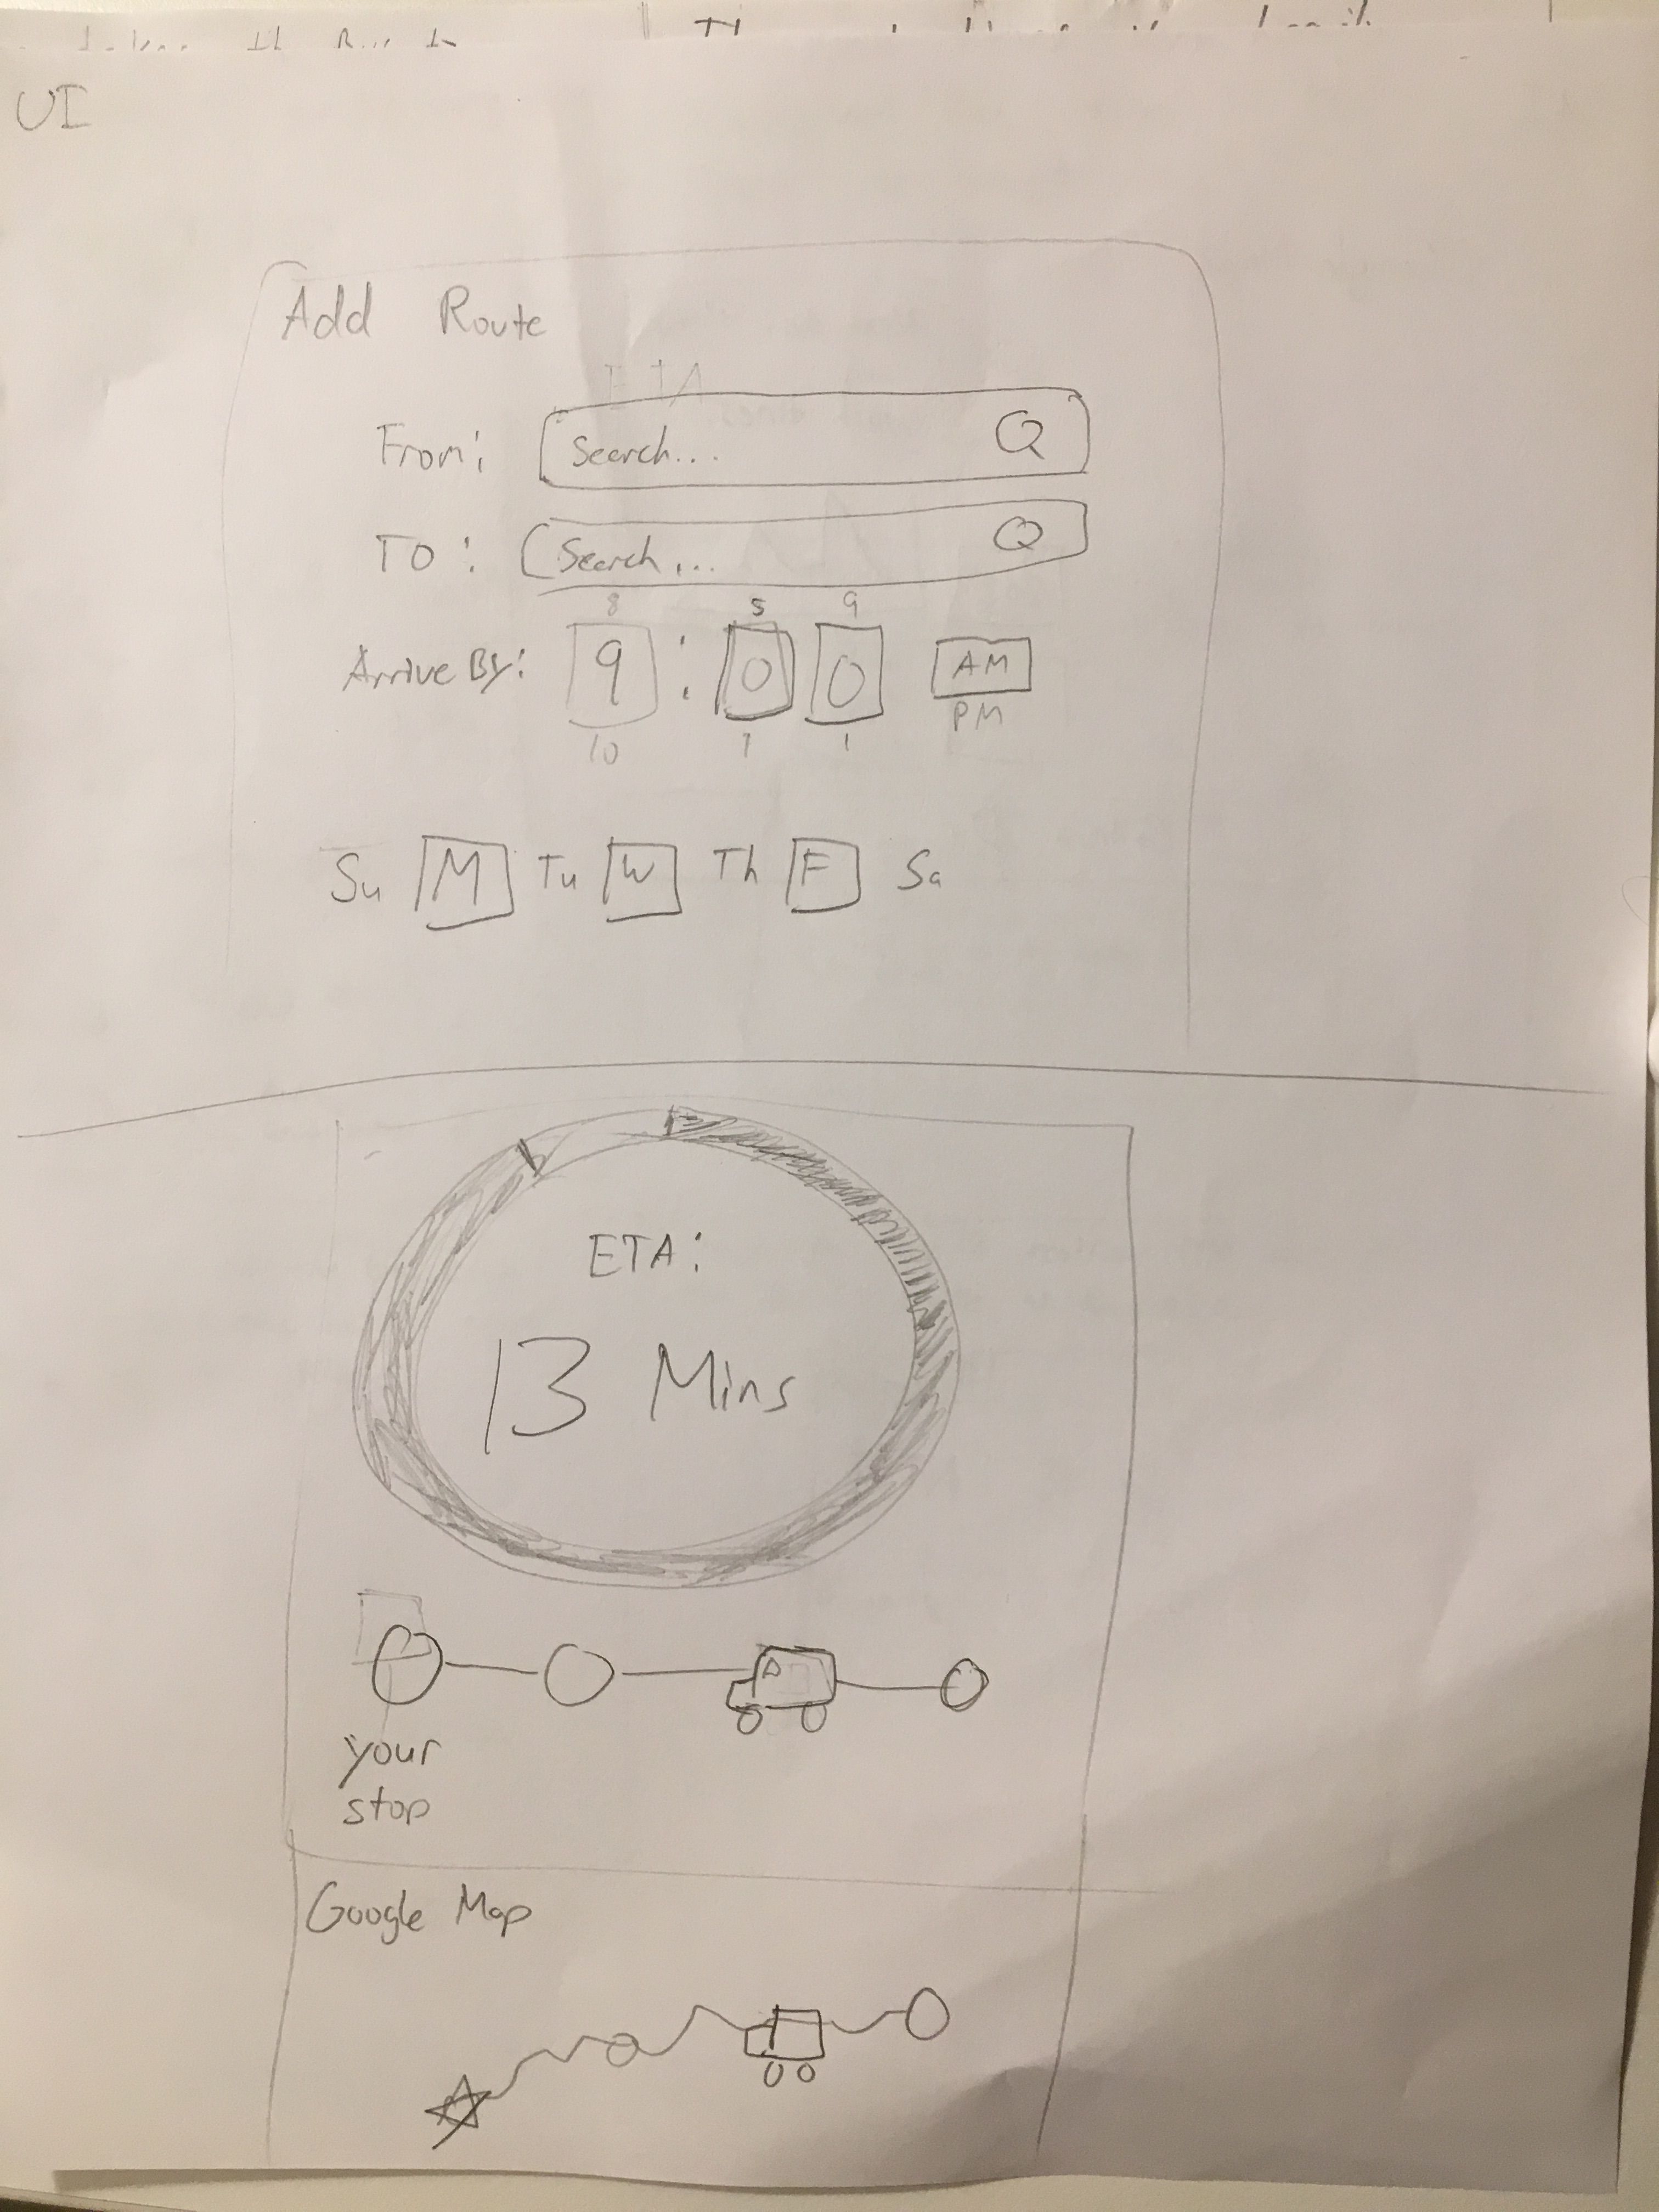 UI
Add Route
ETA
From: Search...
TO: Search...
8 5 9
Arrive By: 9 : 0 0 AM
10 1 1 PM
Su M Tu W Th F Sa
ETA:
13 Mins
your
stop
Google Map